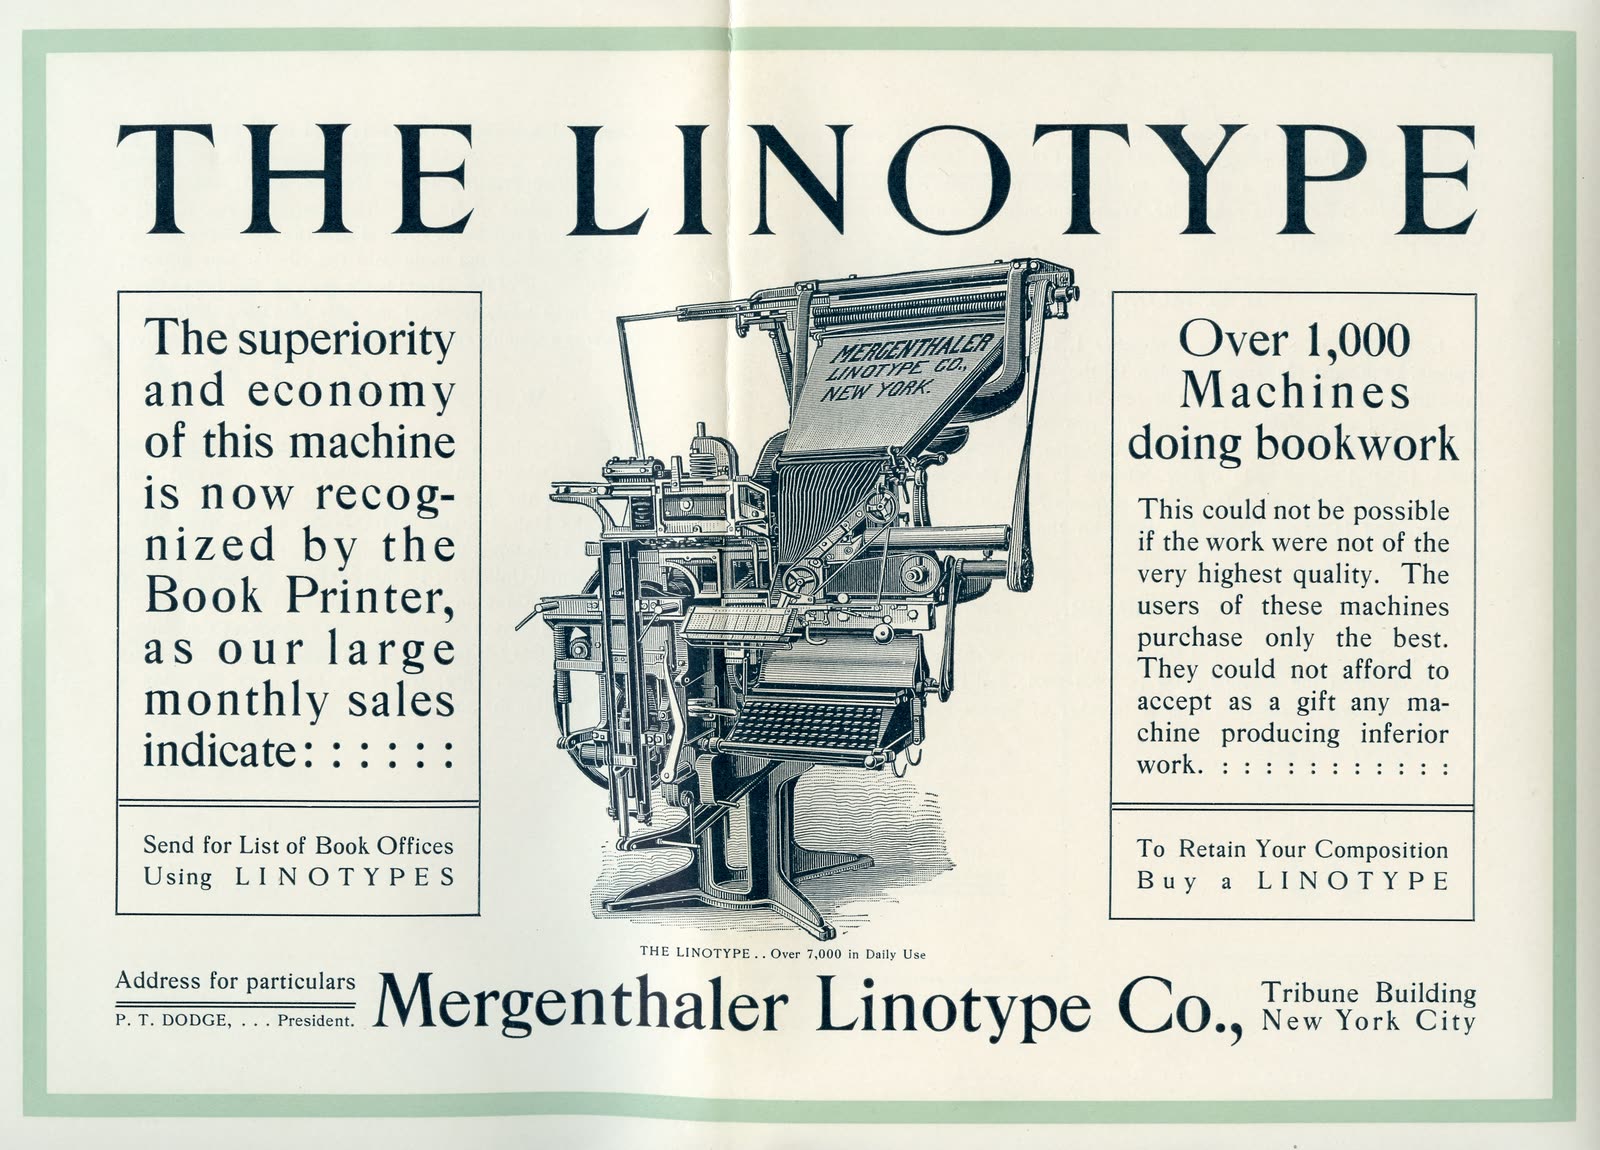 THE LINOTYPE
The superiority
and economy
of this machine
is now recog-
nized by the
Book Printer,
as our large
monthly sales
indicate: : : : : :
Send for List of Book Offices
Using LINOTYPES
MERGENTHALER
LINOTYPE CO.,
NEW YORK.
THE LINOTYPE . . Over 7,000 in Daily Use
Over 1,000
Machines
doing bookwork
This could not be possible
if the work were not of the
very highest quality. The
users of these machines
purchase only the best.
They could not afford to
accept as a gift any ma-
chine producing inferior
work. : : : : : : : : : : :
To Retain Your Composition
Buy a LINOTYPE
Address for particulars
P. T. DODGE, . . . President.
Mergenthaler Linotype Co.,
Tribune Building
New York City